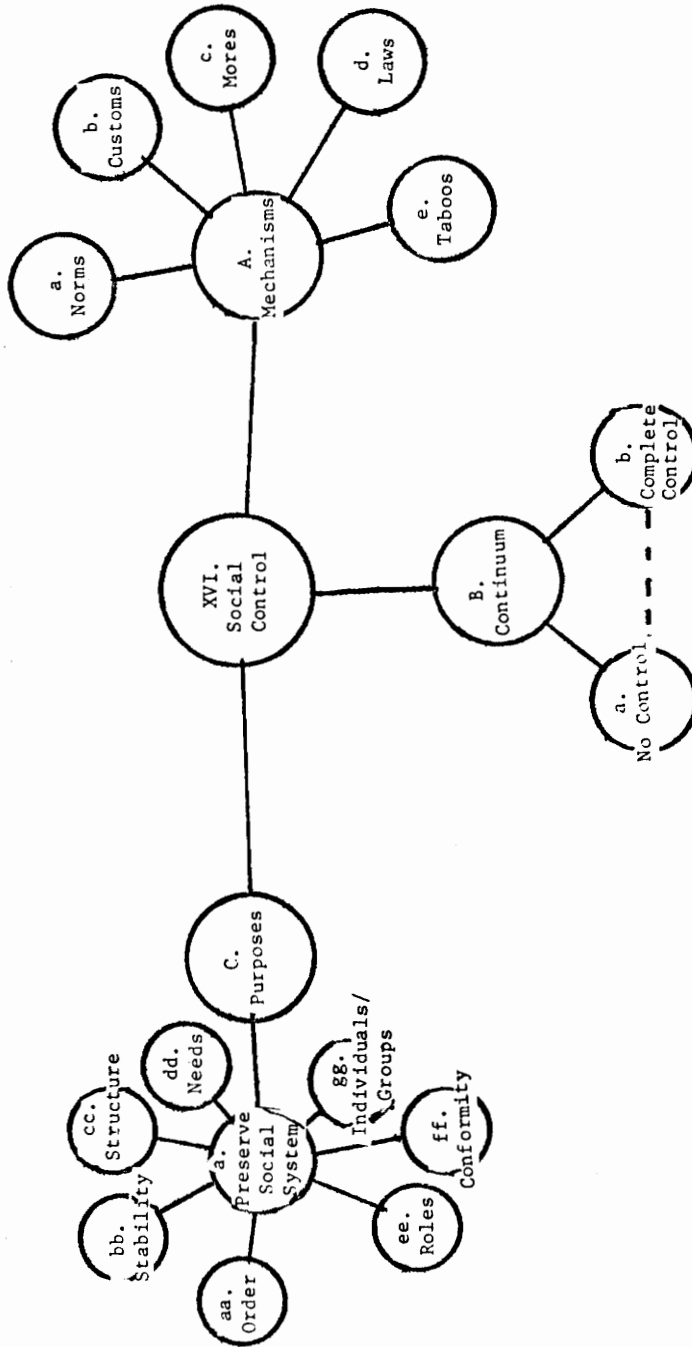 XVI.
Social
Control
A.
Mechanisms
a.
Norms
b.
Customs
c.
Mores
d.
Laws
e.
Taboos
B.
Continuum
a.
No Control
b.
Complete
Control
C.
Purposes
a.
Preserve
Social
System
aa.
Order
bb.
Stability
cc.
Structure
dd.
Needs
ee.
Roles
ff.
Conformity
gg.
Individuals/
Groups